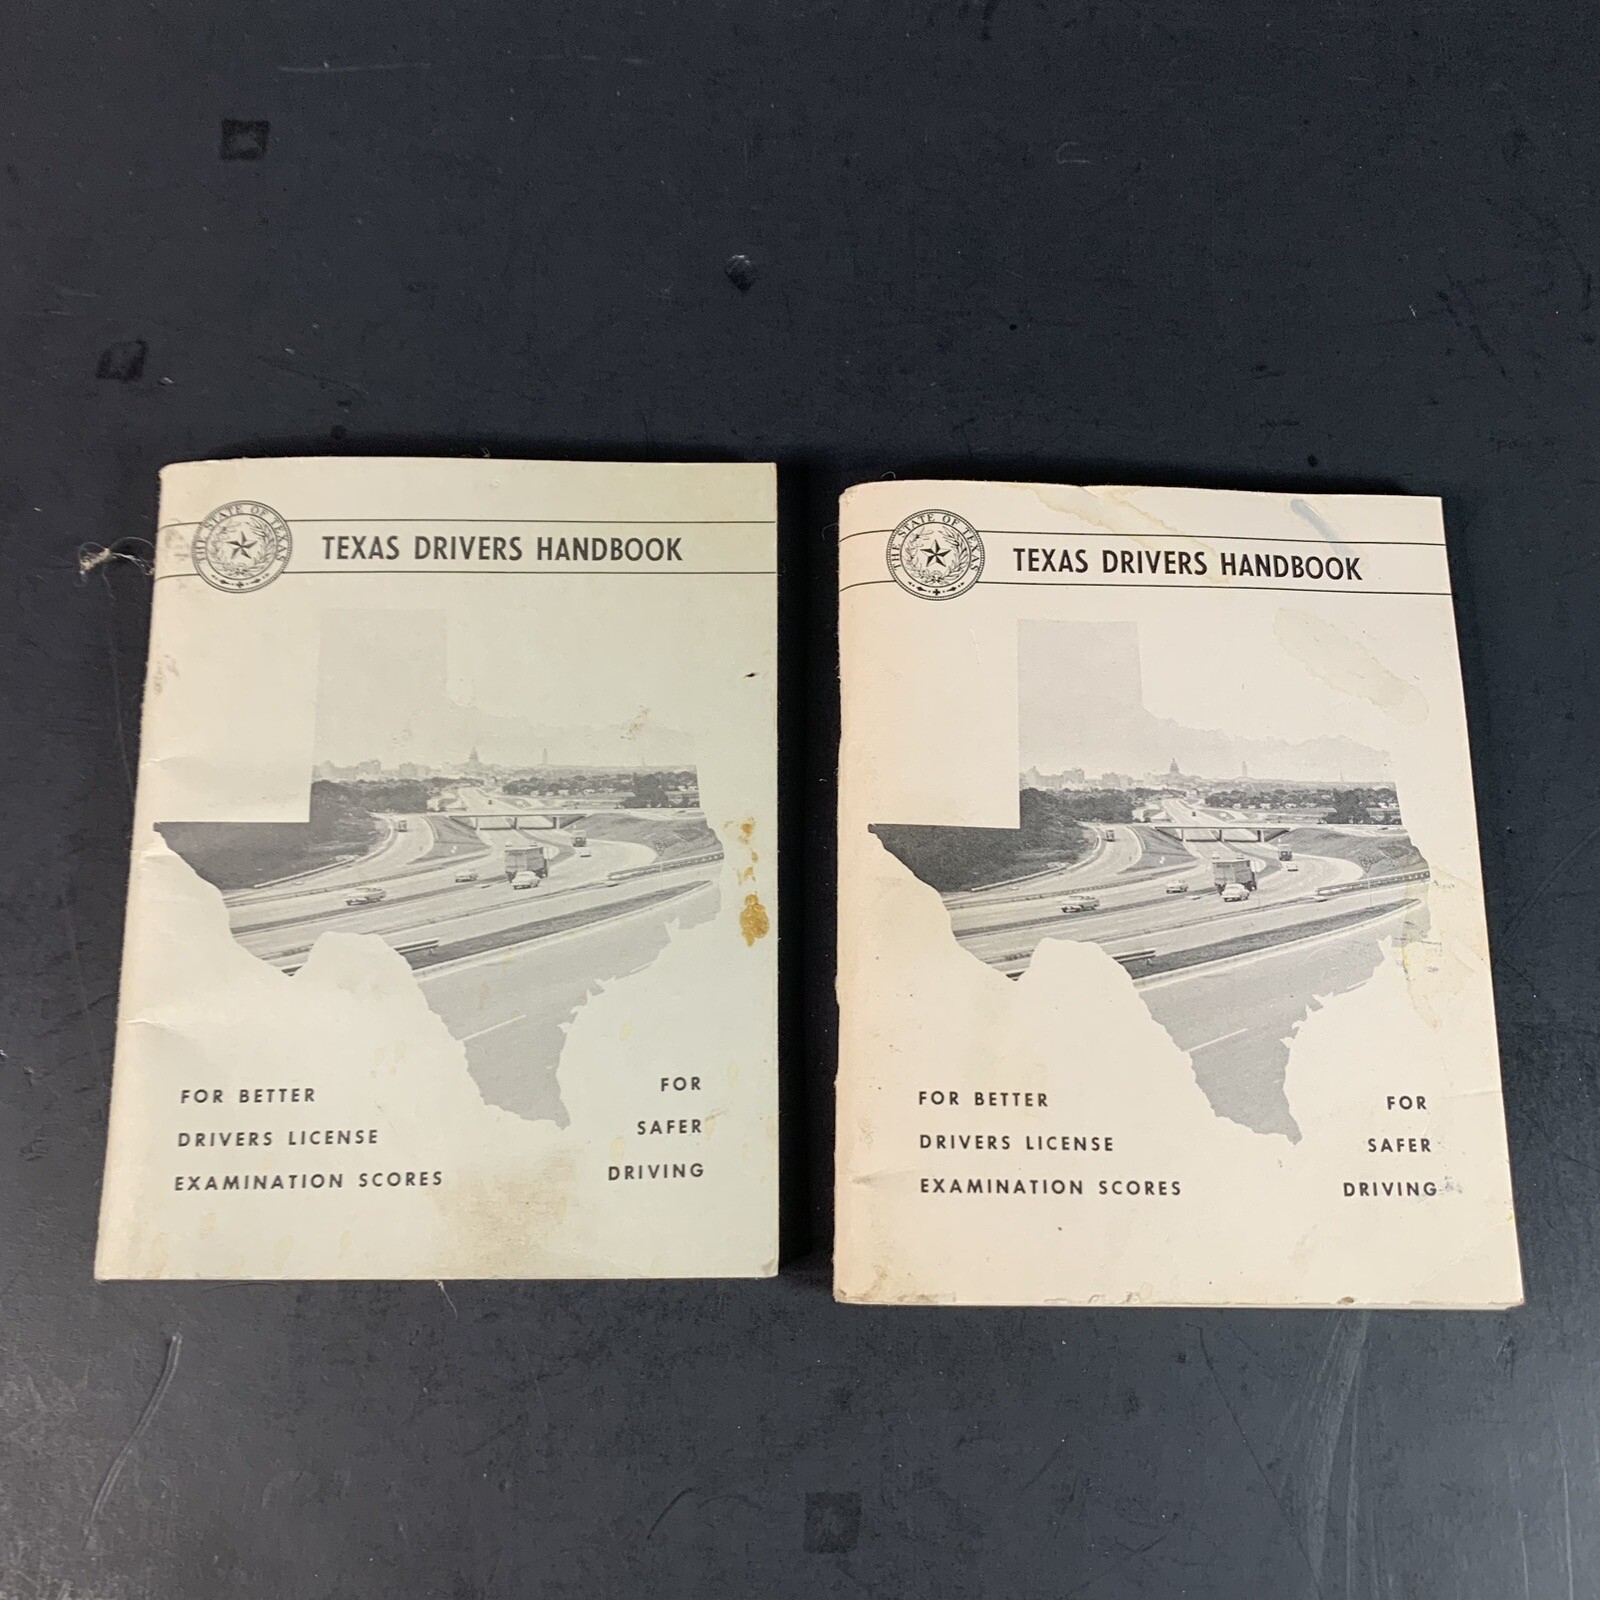 THE STATE OF TEXAS
TEXAS DRIVERS HANDBOOK
FOR BETTER
DRIVERS LICENSE
EXAMINATION SCORES
FOR
SAFER
DRIVING
THE STATE OF TEXAS
TEXAS DRIVERS HANDBOOK
FOR BETTER
DRIVERS LICENSE
EXAMINATION SCORES
FOR
SAFER
DRIVING